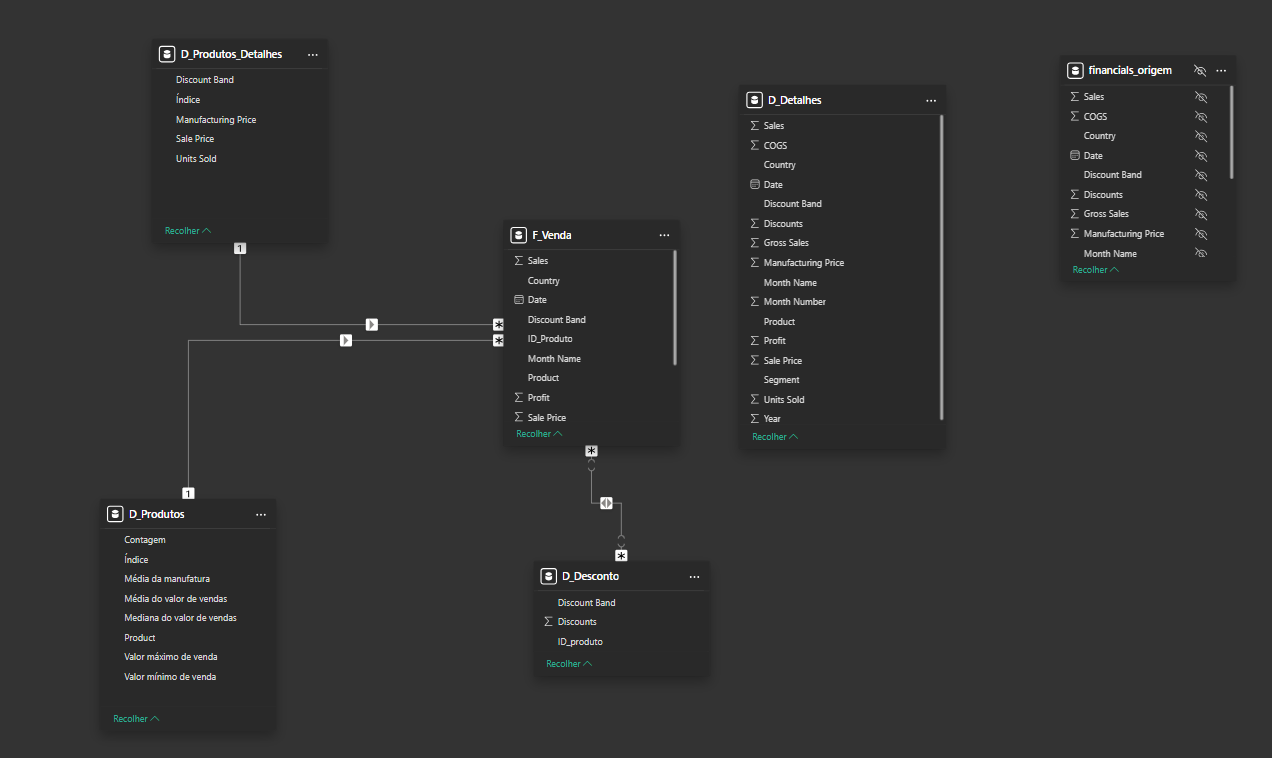 D_Produtos_Detalhes
Discount Band
Índice
Manufacturing Price
Sale Price
Units Sold
Recolher
1
*
*
F_Venda
Sales
Country
Date
Discount Band
ID_Produto
Month Name
Product
Profit
Sale Price
Recolher
*
1
D_Produtos
Contagem
Índice
Média da manufatura
Média do valor de vendas
Mediana do valor de vendas
Product
Valor máximo de venda
Valor mínimo de venda
Recolher
*
D_Desconto
Discount Band
Discounts
ID_produto
Recolher
D_Detalhes
Sales
COGS
Country
Date
Discount Band
Discounts
Gross Sales
Manufacturing Price
Month Name
Month Number
Product
Profit
Sale Price
Segment
Units Sold
Year
Recolher
financials_origem
Sales
COGS
Country
Date
Discount Band
Discounts
Gross Sales
Manufacturing Price
Month Name
Recolher